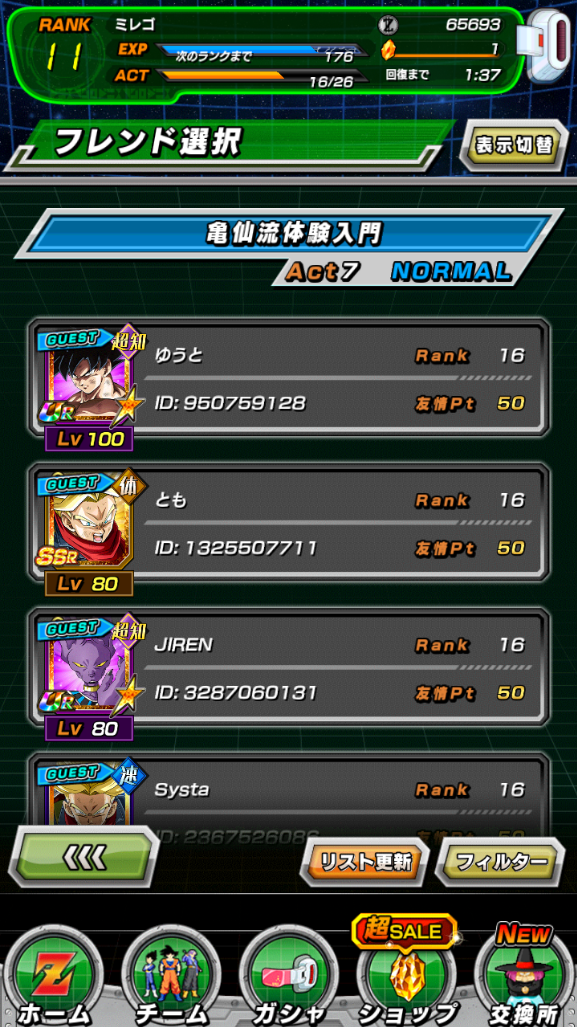 RANK ミレゴ 65693
11 EXP 次のランクまで 176 1
ACT 16/26 回復まで 1:37
フレンド選択 表示切替
亀仙流体験入門
Act7 NORMAL
GUEST 超知 ゆうと Rank 16
UR ID: 950759128 友情Pt 50
Lv 100
GUEST 体 とも Rank 16
SSR ID: 1325507711 友情Pt 50
Lv 80
GUEST 超知 JIREN Rank 16
UR ID: 3287060131 友情Pt 50
Lv 80
GUEST 速 Systa Rank 16
ID: 2367526086 友情Pt 50
リスト更新 フィルター
超SALE NEW
ホーム チーム ガシャ ショップ 交換所